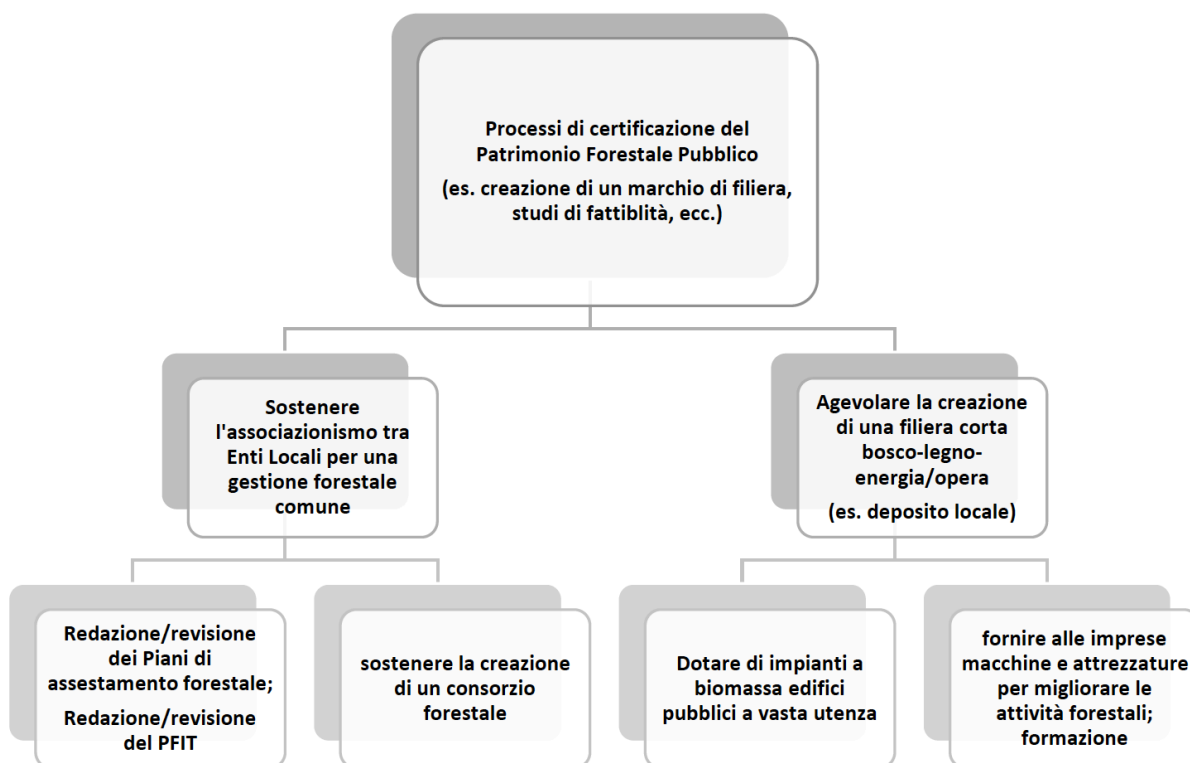 Processi di certificazione del
Patrimonio Forestale Pubblico
(es. creazione di un marchio di filiera,
studi di fattiblità, ecc.)
Sostenere
l'associazionismo tra
Enti Locali per una
gestione forestale
comune
Agevolare la creazione
di una filiera corta
bosco-legno-
energia/opera
(es. deposito locale)
Redazione/revisione
dei Piani di
assestamento forestale;
Redazione/revisione
del PFIT
sostenere la creazione
di un consorzio
forestale
Dotare di impianti a
biomassa edifici
pubblici a vasta utenza
fornire alle imprese
macchine e attrezzature
per migliorare le
attività forestali;
formazione